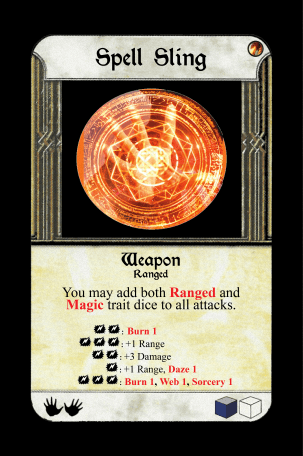 Spell Sling
Weapon
Ranged
You may add both Ranged and
Magic trait dice to all attacks.
: Burn 1
: +1 Range
: +3 Damage
: +1 Range, Daze 1
: Burn 1, Web 1, Sorcery 1